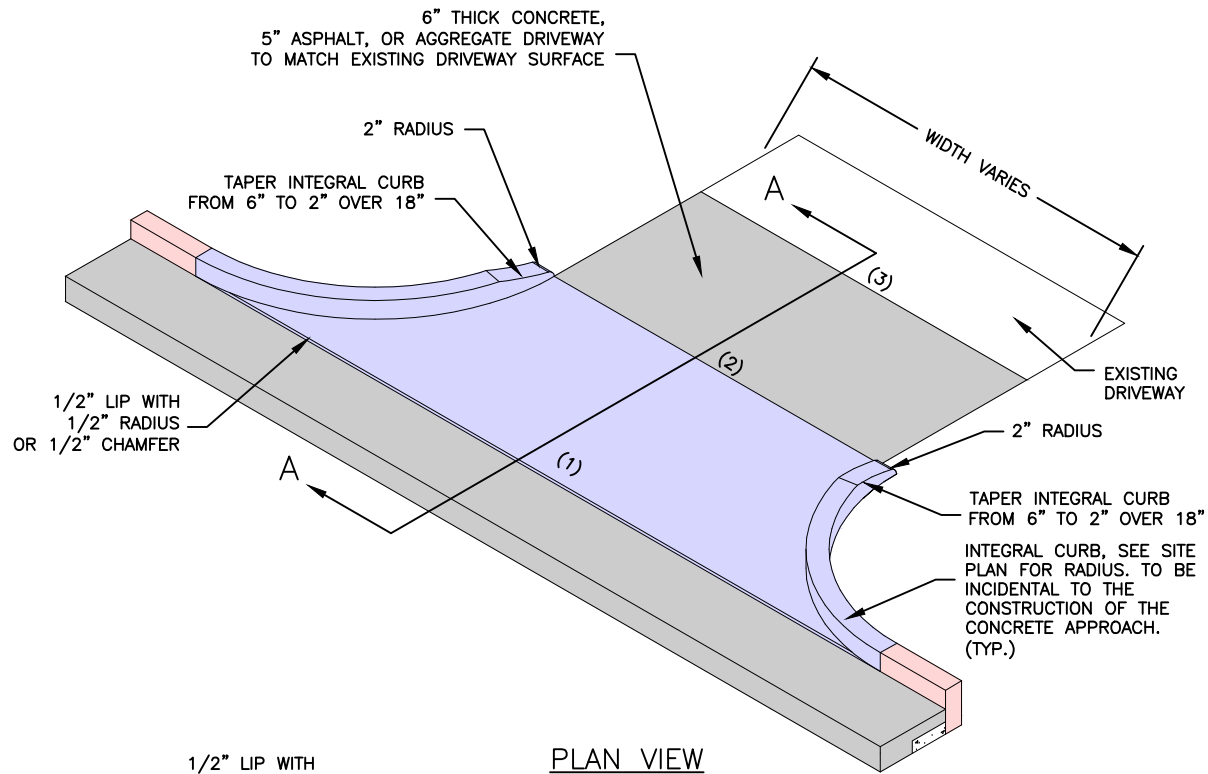 6" THICK CONCRETE,
5" ASPHALT, OR AGGREGATE DRIVEWAY
TO MATCH EXISTING DRIVEWAY SURFACE
2" RADIUS
TAPER INTEGRAL CURB
FROM 6" TO 2" OVER 18"
WIDTH VARIES
A
(3)
(2)
EXISTING
DRIVEWAY
1/2" LIP WITH
1/2" RADIUS
OR 1/2" CHAMFER
2" RADIUS
(1)
A
TAPER INTEGRAL CURB
FROM 6" TO 2" OVER 18"
INTEGRAL CURB, SEE SITE
PLAN FOR RADIUS. TO BE
INCIDENTAL TO THE
CONSTRUCTION OF THE
CONCRETE APPROACH.
(TYP.)
1/2" LIP WITH
PLAN VIEW